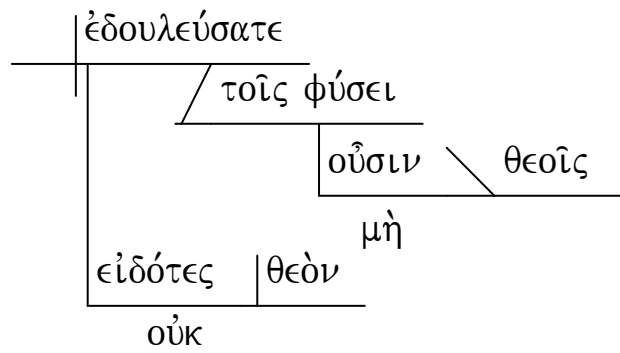 ἐδουλεύσατε
τοῖς φύσει
οὖσιν θεοῖς
μὴ
εἰδότες θεὸν
οὐκ